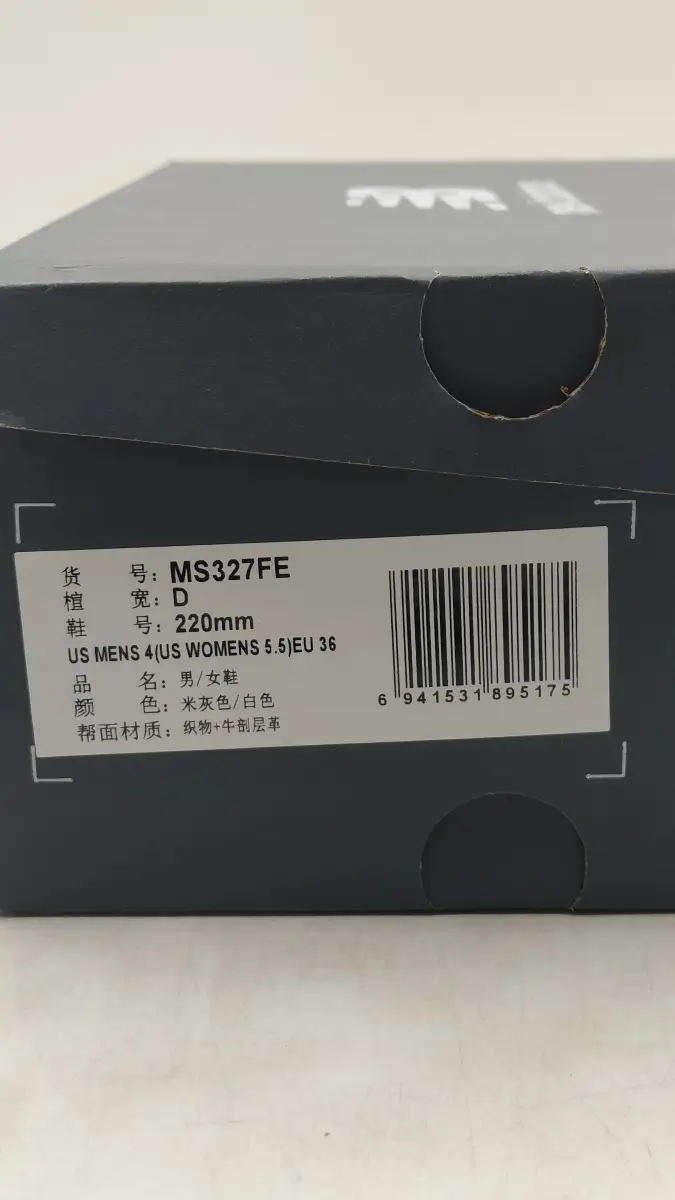 货 号：MS327FE
楦 宽：D
鞋 号：220mm
US MENS 4(US WOMENS 5.5)EU 36
品 名：男/女鞋
颜 色：米灰色/白色
帮面材质：织物+牛剖层革
6 941531 895175